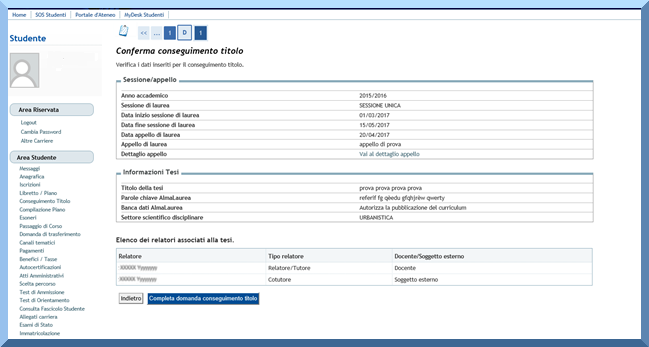 Home SOS Studenti Portale d'Ateneo MyDesk Studenti
<< ... 1 D 1
Studente
Conferma conseguimento titolo
Verifica i dati inseriti per il conseguimento titolo.
Sessione/appello
Anno accademico 2015/2016
Sessione di laurea SESSIONE UNICA
Data inizio sessione di laurea 01/03/2017
Data fine sessione di laurea 15/05/2017
Data appello di laurea 20/04/2017
Appello di laurea appello di prova
Dettaglio appello Vai al dettaglio appello
Informazioni Tesi
Titolo della tesi prova prova prova prova
Parole chiave AlmaLaurea referif fg qèedu gfghjrèw qwerty
Banca dati AlmaLaurea Autorizza la pubblicazione del curriculum
Settore scientifico disciplinare URBANISTICA
Elenco dei relatori associati alla tesi.
Relatore Tipo relatore Docente/Soggetto esterno
Relatore/Tutore Docente
Cotutore Soggetto esterno
Indietro Completa domanda conseguimento titolo
Area Riservata
Logout
Cambia Password
Altre Carriere
Area Studente
Messaggi
Anagrafica
Iscrizioni
Libretto / Piano
Conseguimento Titolo
Compilazione Piano
Esoneri
Passaggio di Corso
Domanda di trasferimento
Canali tematici
Pagamenti
Benefici / Tasse
Autocertificazioni
Atti Amministrativi
Scelta percorso
Test di Ammissione
Test di Orientamento
Consulta Fascicolo Studente
Allegati carriera
Esami di Stato
Immatricolazione